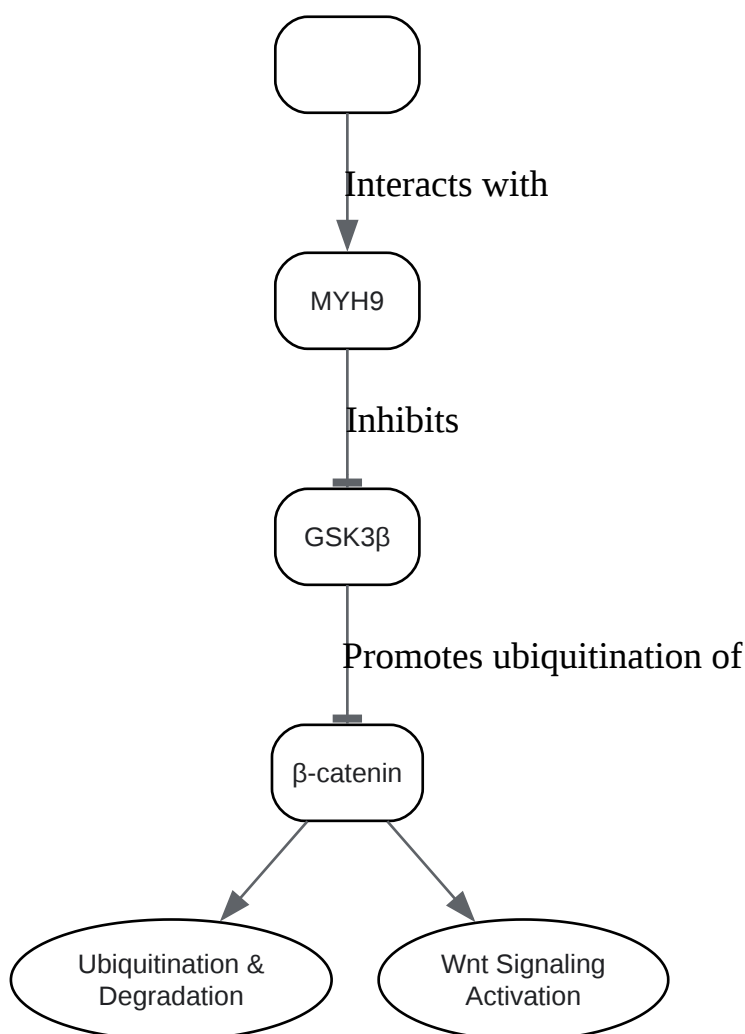 Interacts with
MYH9
Inhibits
GSK3β
Promotes ubiquitination of
β-catenin
Ubiquitination &
Degradation
Wnt Signaling
Activation